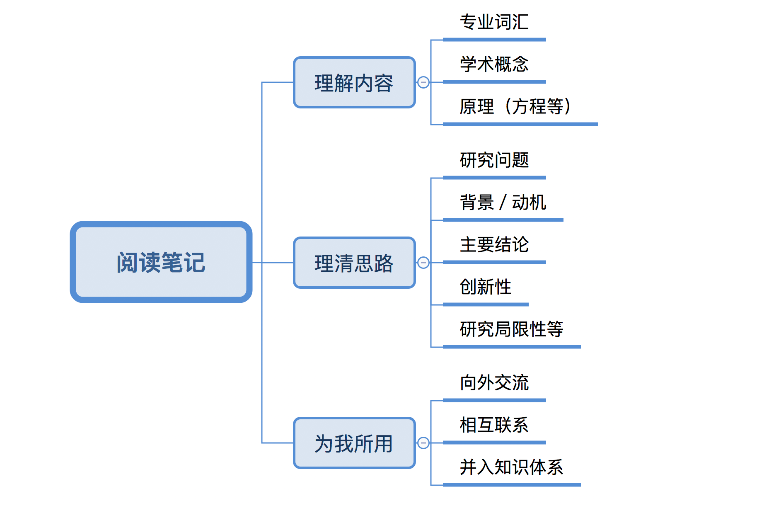 阅读笔记
理解内容
专业词汇
学术概念
原理（方程等）
理清思路
研究问题
背景 / 动机
主要结论
创新性
研究局限性等
为我所用
向外交流
相互联系
并入知识体系